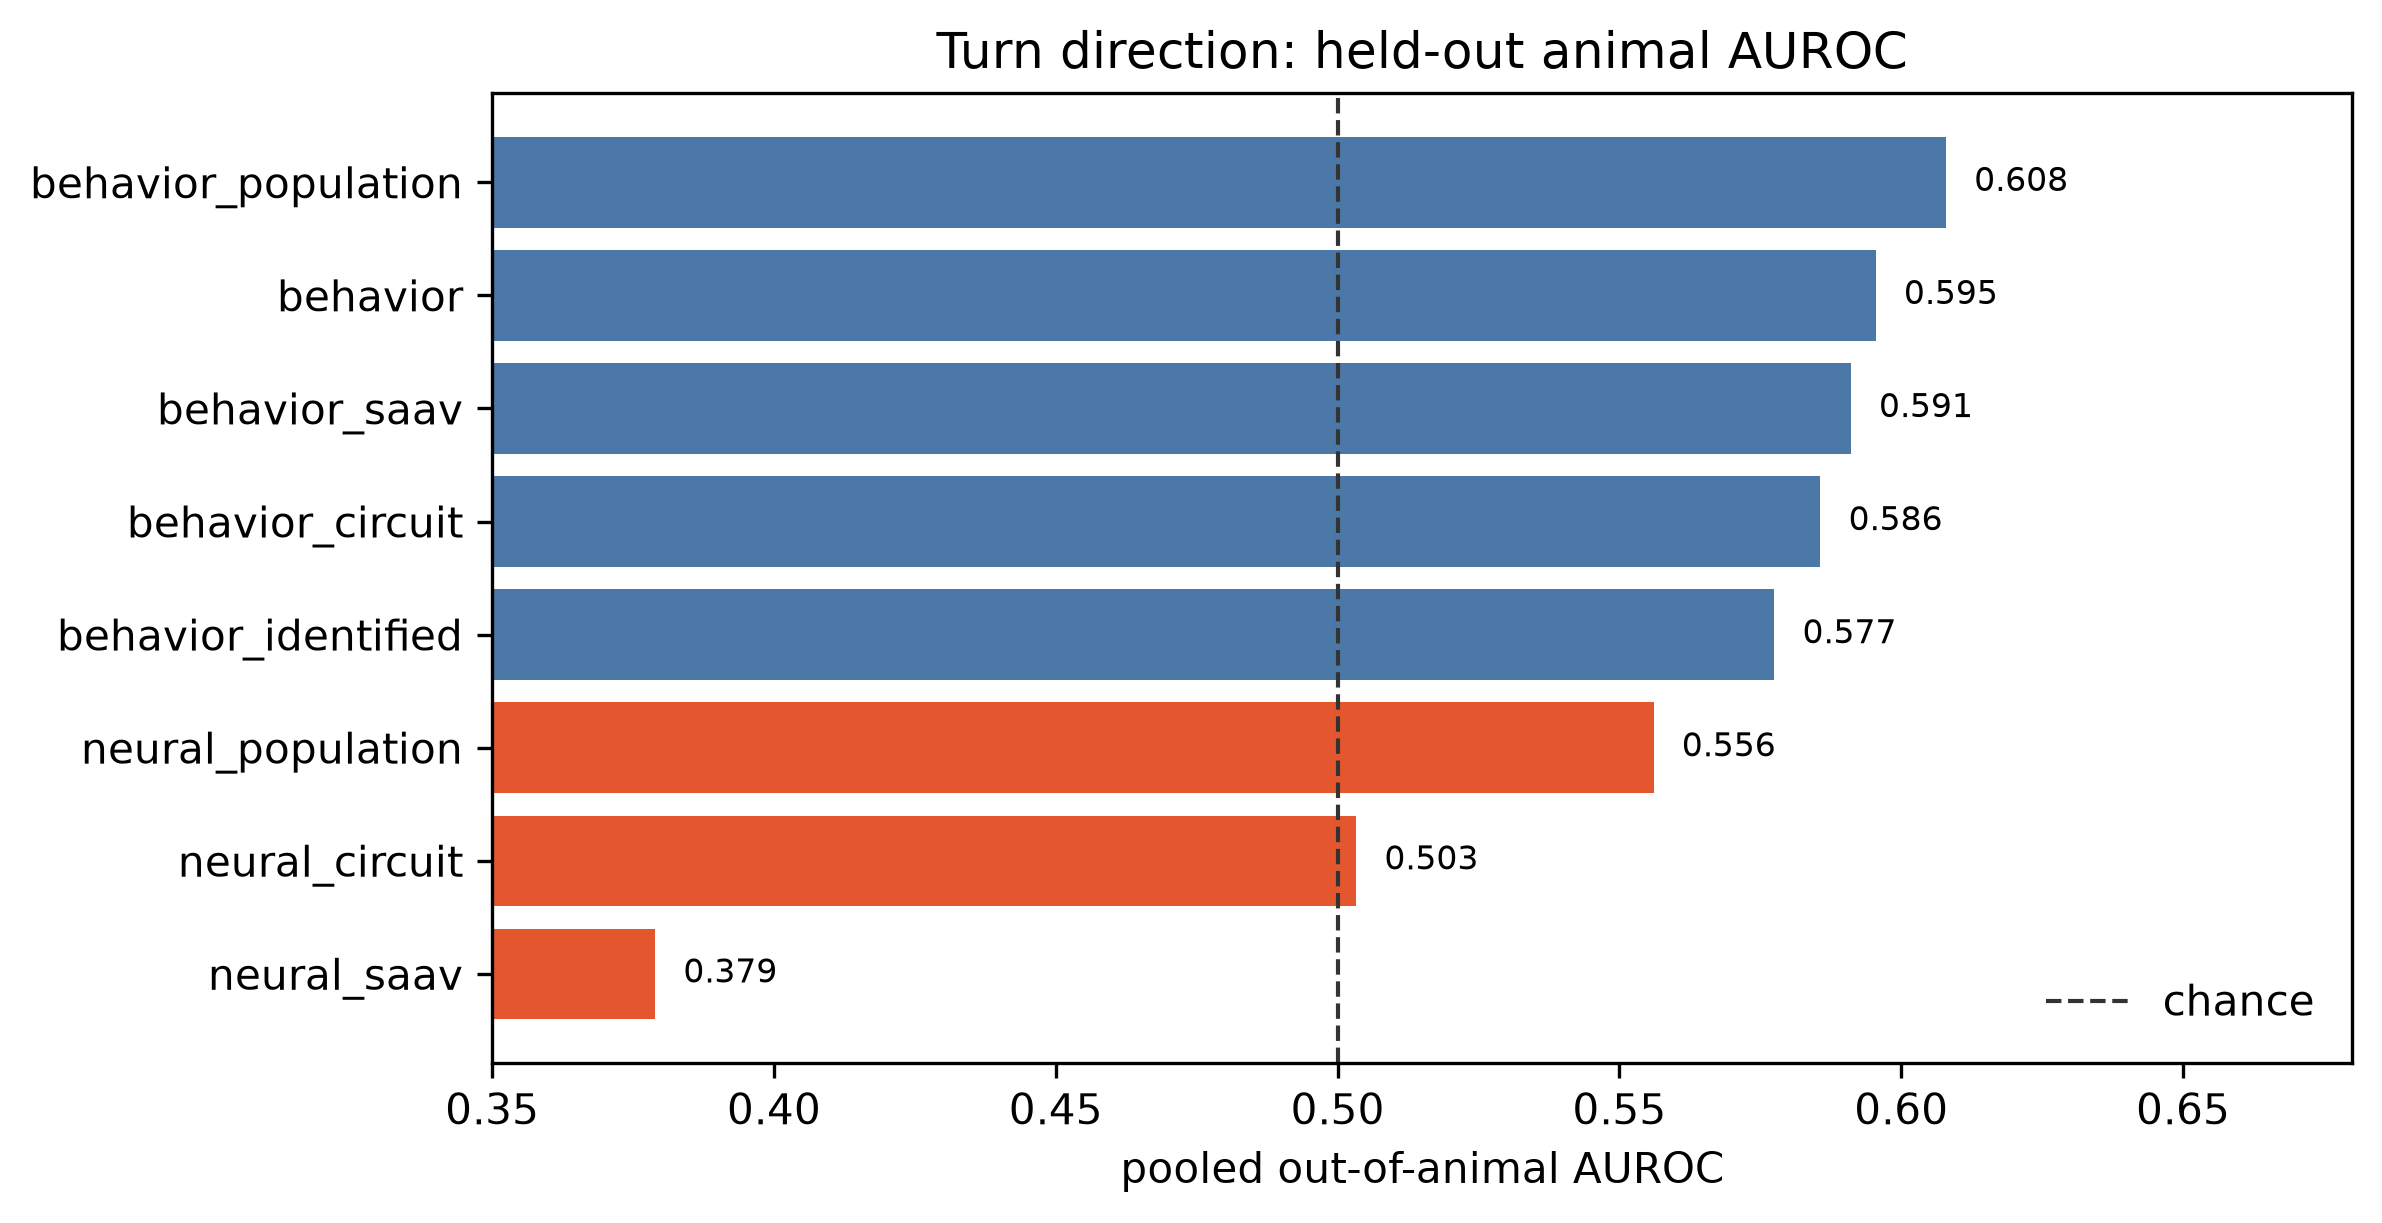 Turn direction: held-out animal AUROC
behavior_population
0.608
behavior
0.595
behavior_saav
0.591
behavior_circuit
0.586
behavior_identified
0.577
neural_population
0.556
neural_circuit
0.503
neural_saav
0.379
chance
0.35 0.40 0.45 0.50 0.55 0.60 0.65
pooled out-of-animal AUROC